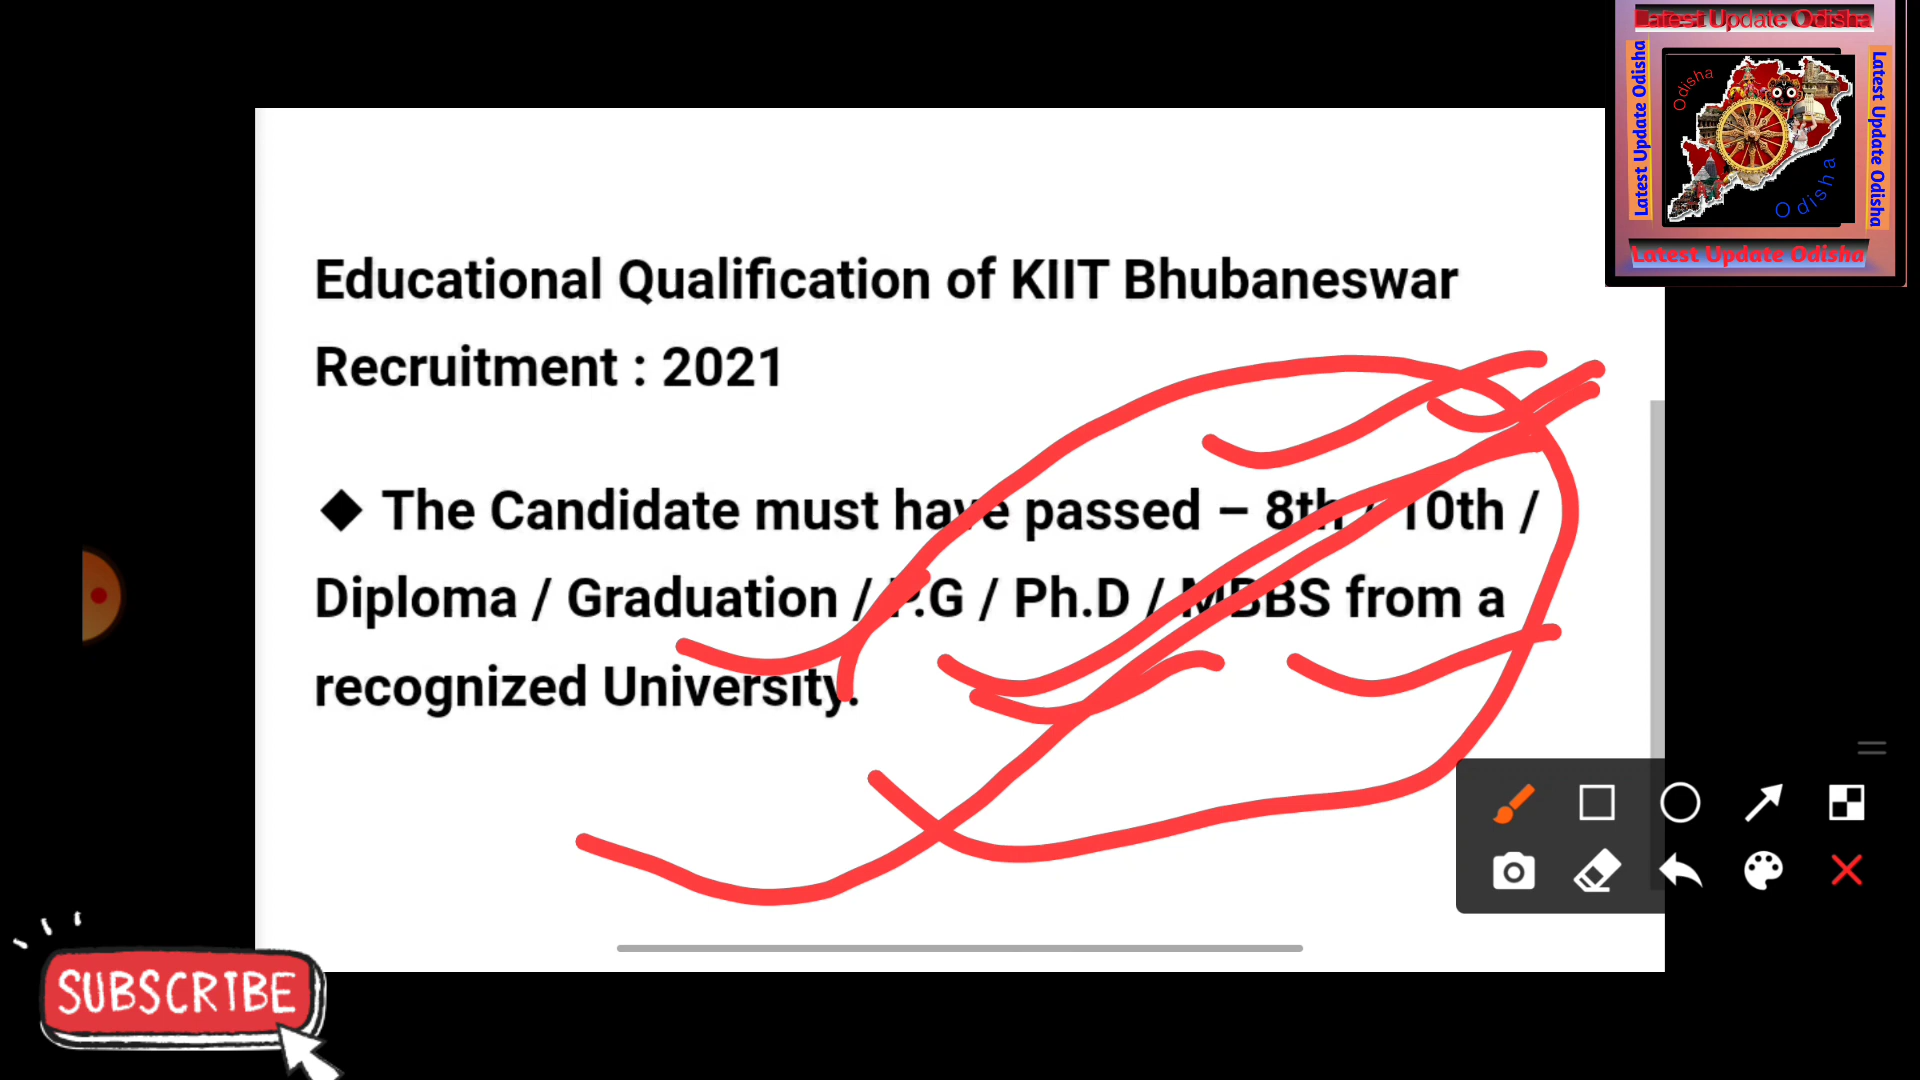 Latest Update Odisha
Latest Update Odisha
Odisha
Latest Update Odisha
Odisha
Latest Update Odisha
Educational Qualification of KIIT Bhubaneswar
Recruitment : 2021
◆ The Candidate must have passed – 8th / 10th /
Diploma / Graduation / P.G / Ph.D / MBBS from a
recognized University.
SUBSCRIBE